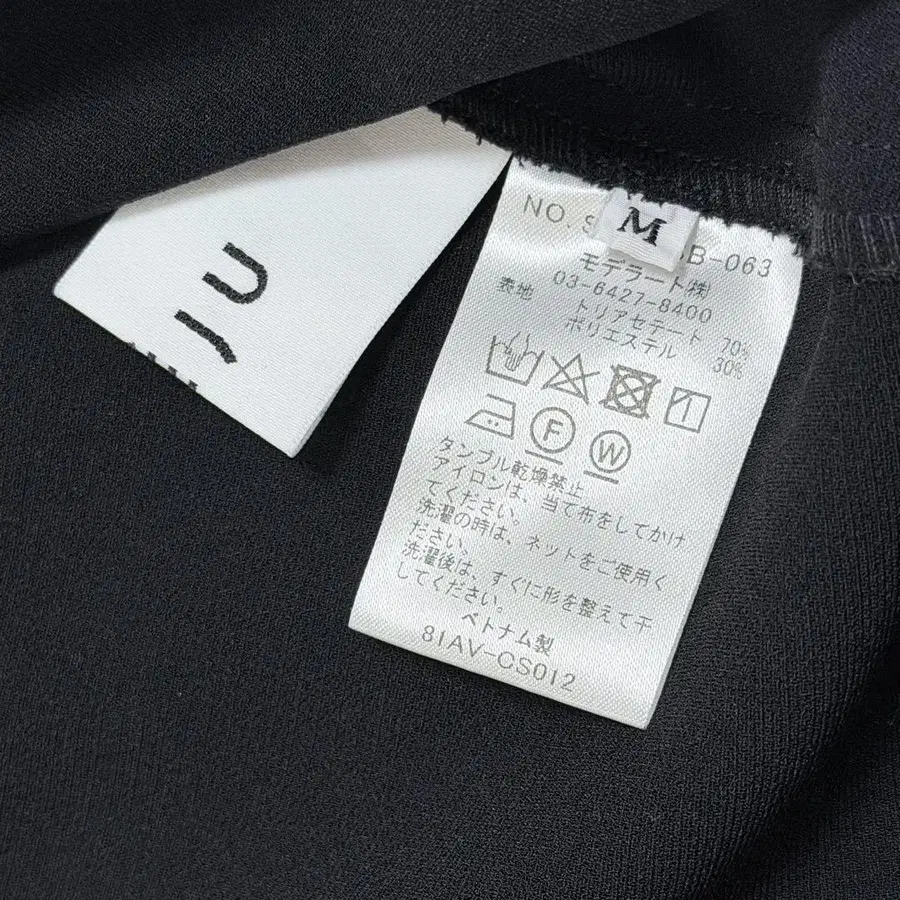 U
M
NO.S
B-063
モデラート㈱
03-6427-8400
表地 トリアセテート 70%
ポリエステル 30%
F
W
タンブル乾燥禁止
アイロンは、当て布をしてかけ
てください。
洗濯の時は、ネットをご使用く
ださい。
洗濯後は、すぐに形を整えて干
してください。
ベトナム製
81AV-CS012